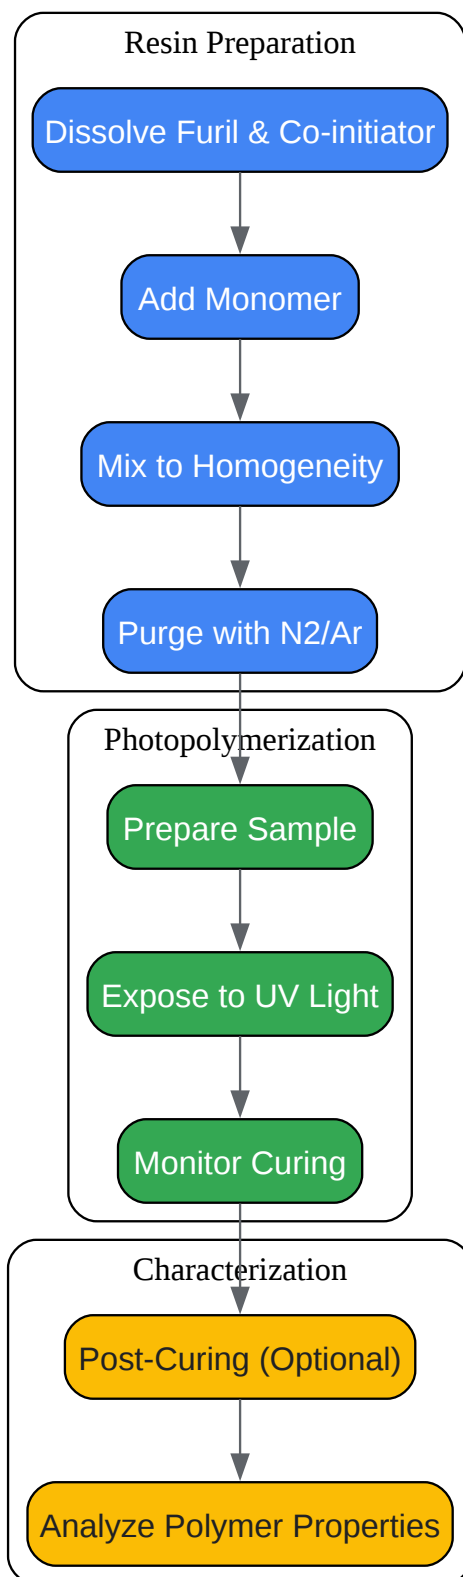 Resin Preparation
Dissolve Furil & Co-initiator
Add Monomer
Mix to Homogeneity
Purge with N2/Ar
Photopolymerization
Prepare Sample
Expose to UV Light
Monitor Curing
Characterization
Post-Curing (Optional)
Analyze Polymer Properties